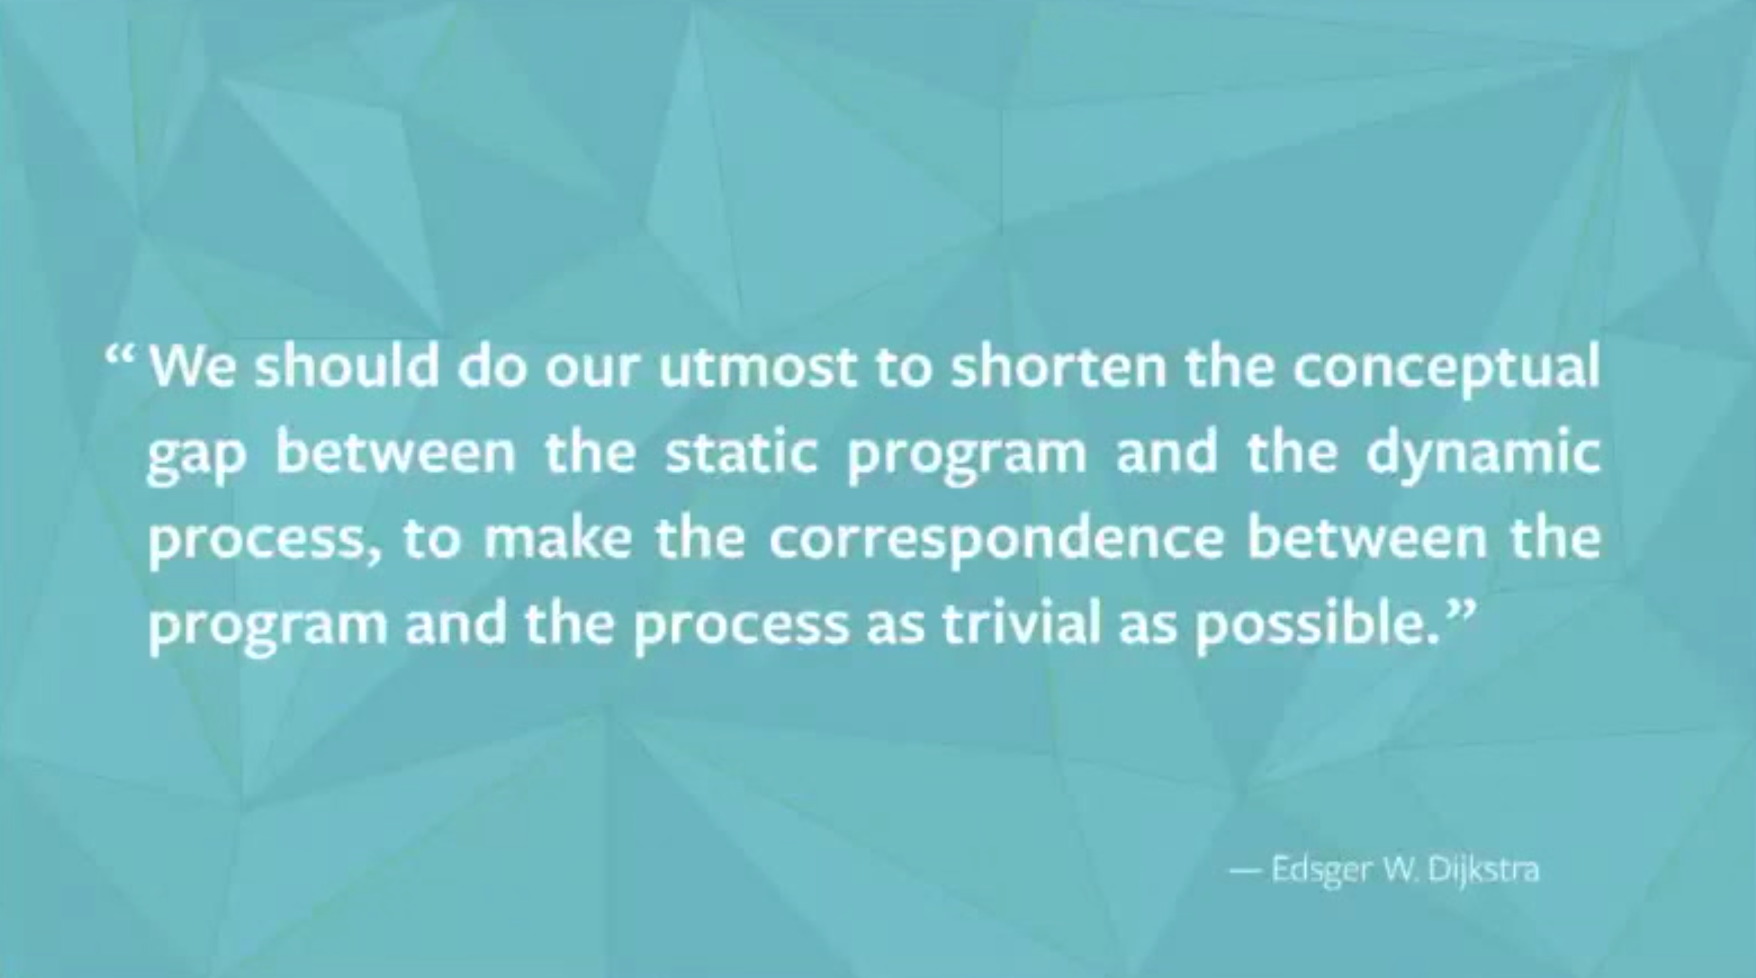 “We should do our utmost to shorten the conceptual
gap between the static program and the dynamic
process, to make the correspondence between the
program and the process as trivial as possible.”
— Edsger W. Dijkstra